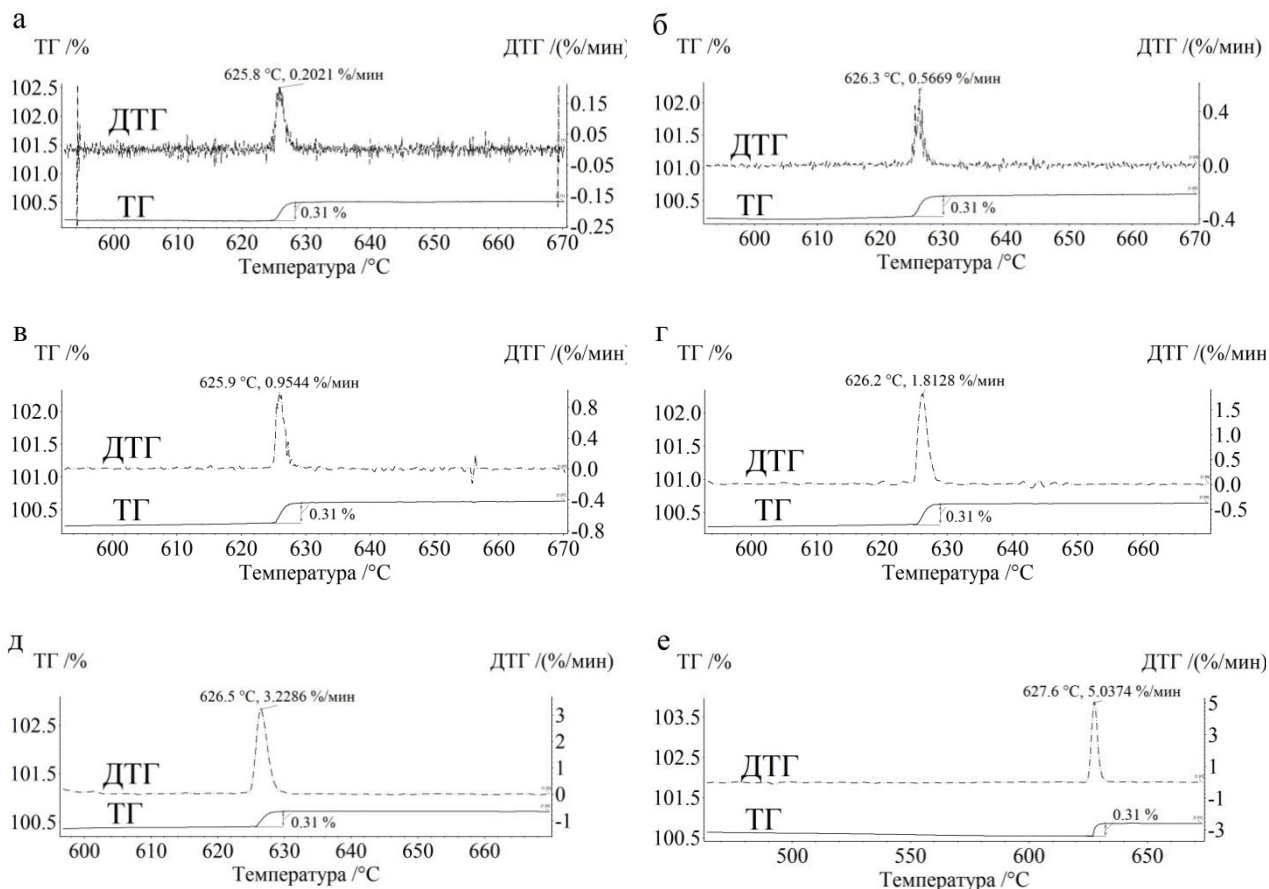 а
ТГ /%
ДТГ /(%/мин)
625.8 °C, 0.2021 %/мин
102.5
102.0
101.5
101.0
100.5
ДТГ
ТГ
0.31 %
0.15
0.05
-0.05
-0.15
-0.25
600 610 620 630 640 650 660 670
Температура /°C
б
ТГ /%
ДТГ /(%/мин)
626.3 °C, 0.5669 %/мин
102.0
101.5
101.0
100.5
ДТГ
ТГ
0.31 %
0.4
0.0
-0.4
600 610 620 630 640 650 660 670
Температура /°C
в
ТГ /%
ДТГ /(%/мин)
625.9 °C, 0.9544 %/мин
102.0
101.5
101.0
100.5
ДТГ
ТГ
0.31 %
0.8
0.4
0.0
-0.4
-0.8
600 610 620 630 640 650 660 670
Температура /°C
г
ТГ /%
ДТГ /(%/мин)
626.2 °C, 1.8128 %/мин
102.0
101.5
101.0
100.5
ДТГ
ТГ
0.31 %
1.5
1.0
0.5
0.0
-0.5
600 610 620 630 640 650 660
Температура /°C
д
ТГ /%
ДТГ /(%/мин)
626.5 °C, 3.2286 %/мин
102.5
101.5
100.5
ДТГ
ТГ
0.31 %
3
2
1
0
-1
600 610 620 630 640 650 660
Температура /°C
е
ТГ /%
ДТГ /(%/мин)
627.6 °C, 5.0374 %/мин
103.5
102.5
101.5
100.5
ДТГ
ТГ
0.31 %
5
3
1
-1
-3
500 550 600 650
Температура /°C